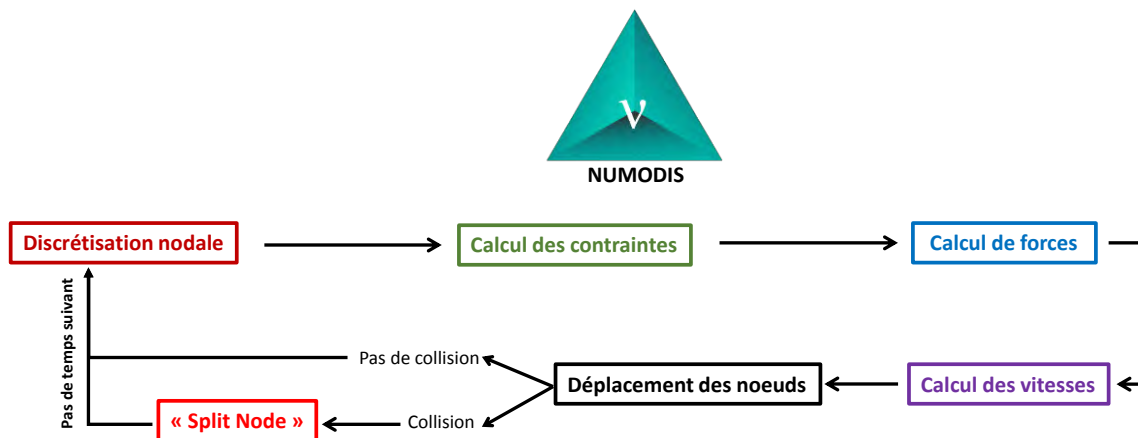 ν
NUMODIS
Discrétisation nodale
Calcul des contraintes
Calcul de forces
Pas de temps suivant
Pas de collision
Déplacement des noeuds
Calcul des vitesses
« Split Node »
Collision